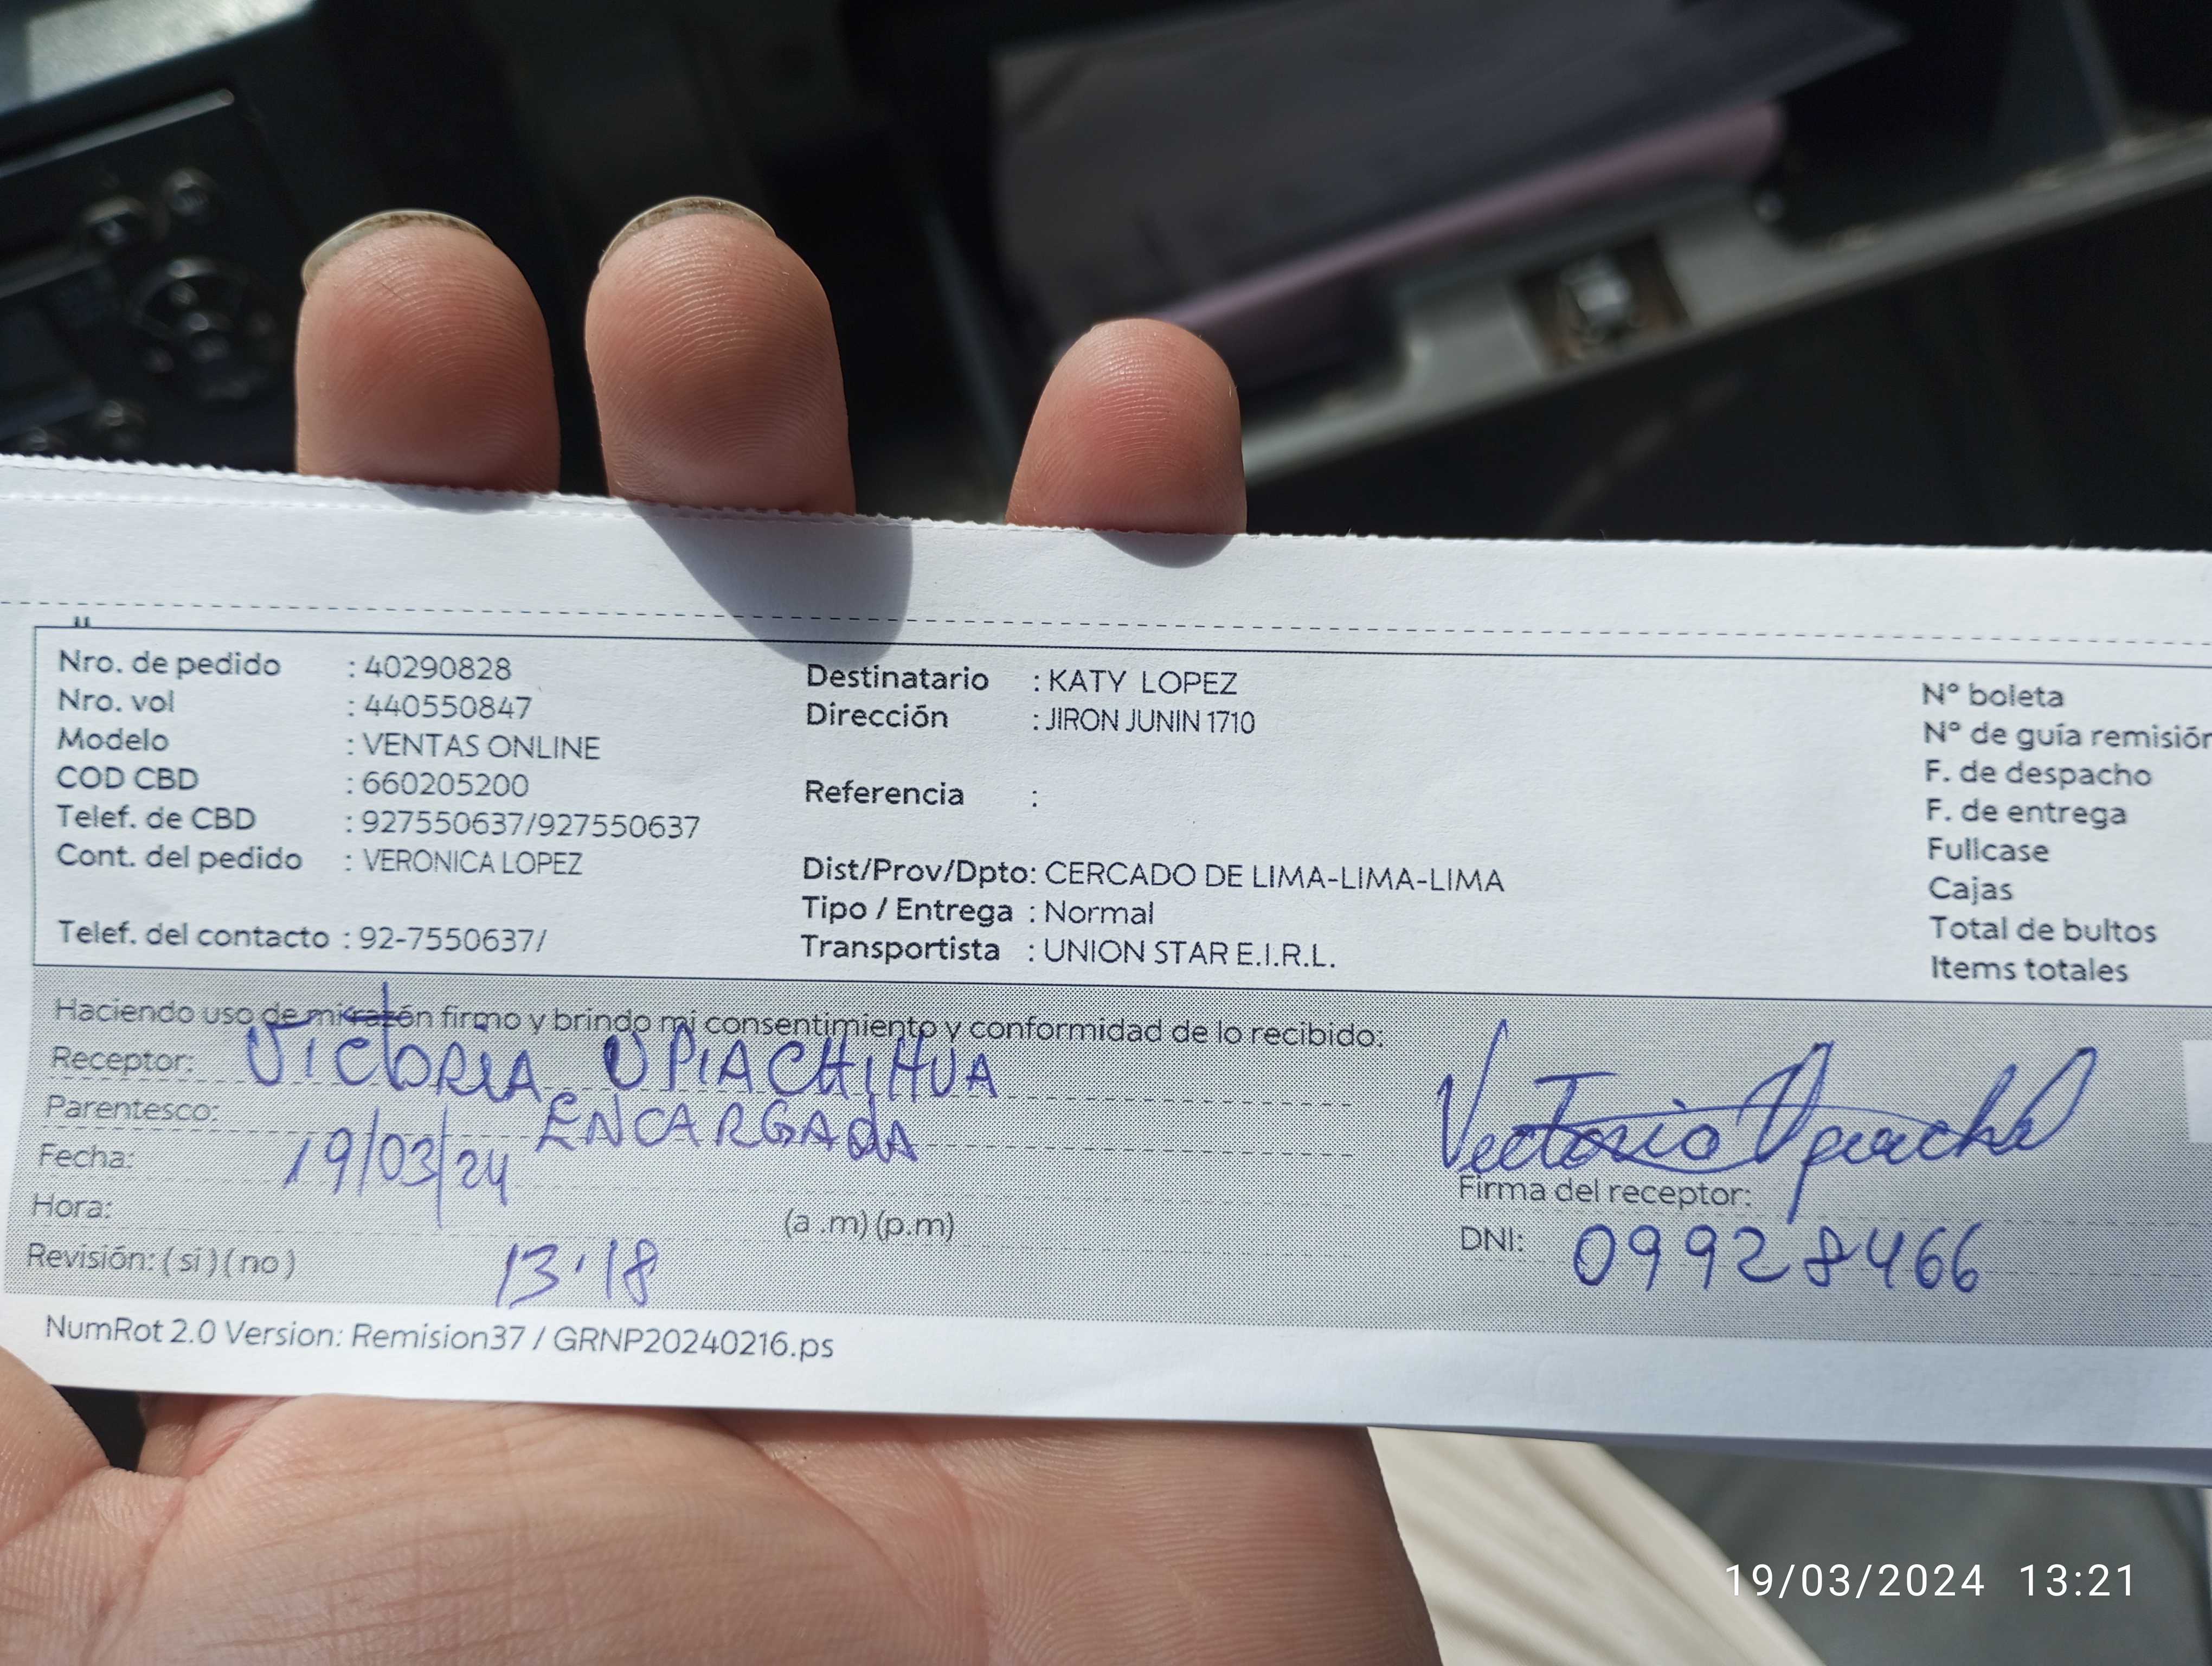 Nro. de pedido : 40290828
Nro. vol : 440550847
Modelo : VENTAS ONLINE
COD CBD : 660205200
Telef. de CBD : 927550637/927550637
Cont. del pedido : VERONICA LOPEZ
Telef. del contacto : 92-7550637/
Destinatario : KATY LOPEZ
Dirección : JIRON JUNIN 1710
Referencia :
Dist/Prov/Dpto: CERCADO DE LIMA-LIMA-LIMA
Tipo / Entrega : Normal
Transportista : UNION STAR E.I.R.L.
N° boleta
N° de guía remisión
F. de despacho
F. de entrega
Fullcase
Cajas
Total de bultos
Items totales
Haciendo uso de mi razón firmo y brindo mi consentimiento y conformidad de lo recibido:
Receptor: VICTORIA UPIACHIHUA
Parentesco: ENCARGADA
Fecha: 19/03/24
Hora: 13:18 (a .m) (p.m)
Revisión: ( si ) ( no )
Firma del receptor:
DNI: 09928466
NumRot 2.0 Version: Remision37 / GRNP20240216.ps
19/03/2024 13:21